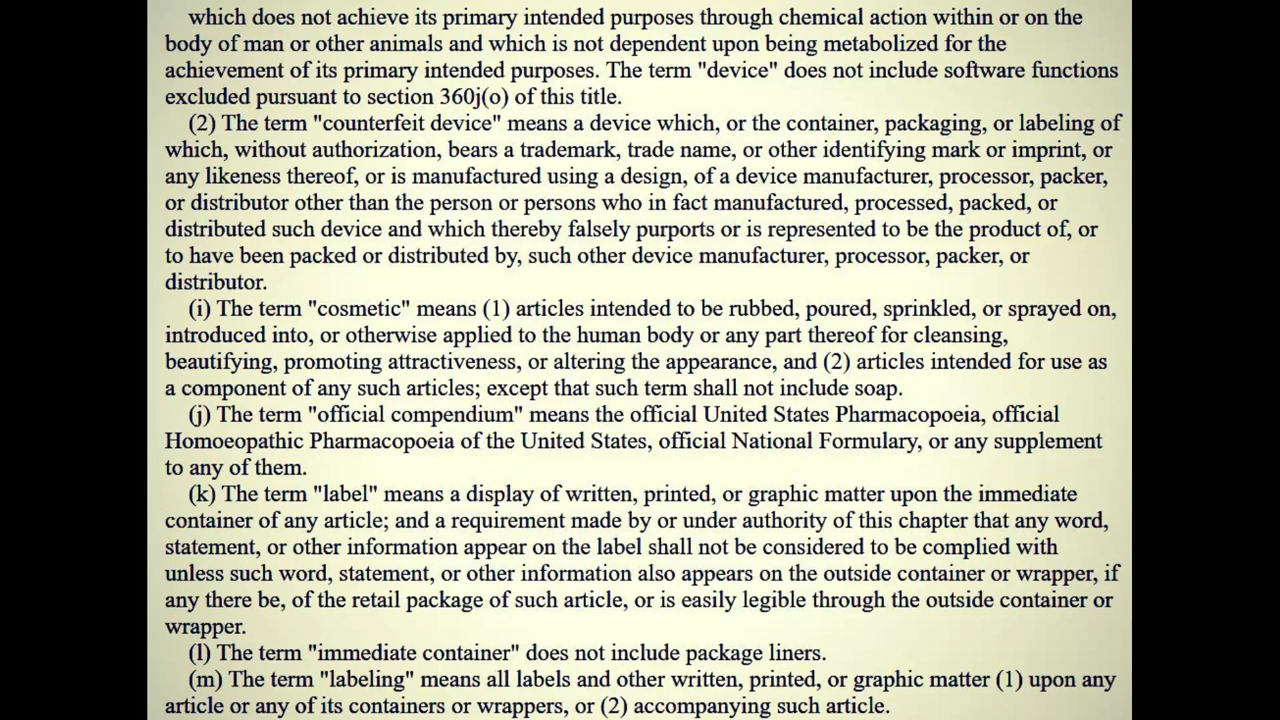 which does not achieve its primary intended purposes through chemical action within or on the
body of man or other animals and which is not dependent upon being metabolized for the
achievement of its primary intended purposes. The term "device" does not include software functions
excluded pursuant to section 360j(o) of this title.
(2) The term "counterfeit device" means a device which, or the container, packaging, or labeling of
which, without authorization, bears a trademark, trade name, or other identifying mark or imprint, or
any likeness thereof, or is manufactured using a design, of a device manufacturer, processor, packer,
or distributor other than the person or persons who in fact manufactured, processed, packed, or
distributed such device and which thereby falsely purports or is represented to be the product of, or
to have been packed or distributed by, such other device manufacturer, processor, packer, or
distributor.
(i) The term "cosmetic" means (1) articles intended to be rubbed, poured, sprinkled, or sprayed on,
introduced into, or otherwise applied to the human body or any part thereof for cleansing,
beautifying, promoting attractiveness, or altering the appearance, and (2) articles intended for use as
a component of any such articles; except that such term shall not include soap.
(j) The term "official compendium" means the official United States Pharmacopoeia, official
Homoeopathic Pharmacopoeia of the United States, official National Formulary, or any supplement
to any of them.
(k) The term "label" means a display of written, printed, or graphic matter upon the immediate
container of any article; and a requirement made by or under authority of this chapter that any word,
statement, or other information appear on the label shall not be considered to be complied with
unless such word, statement, or other information also appears on the outside container or wrapper, if
any there be, of the retail package of such article, or is easily legible through the outside container or
wrapper.
(l) The term "immediate container" does not include package liners.
(m) The term "labeling" means all labels and other written, printed, or graphic matter (1) upon any
article or any of its containers or wrappers, or (2) accompanying such article.